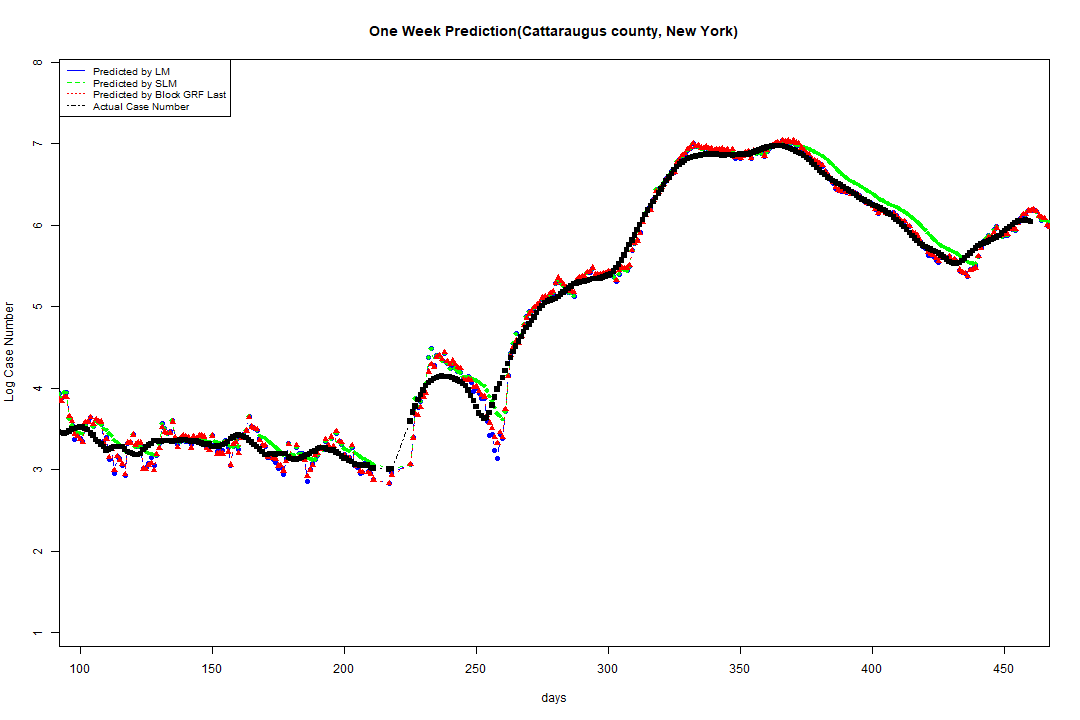 One Week Prediction(Cattaraugus county, New York)
Predicted by LM
Predicted by SLM
Predicted by Block GRF Last
Actual Case Number
Log Case Number
8
7
6
5
4
3
2
1
100 150 200 250 300 350 400 450
days